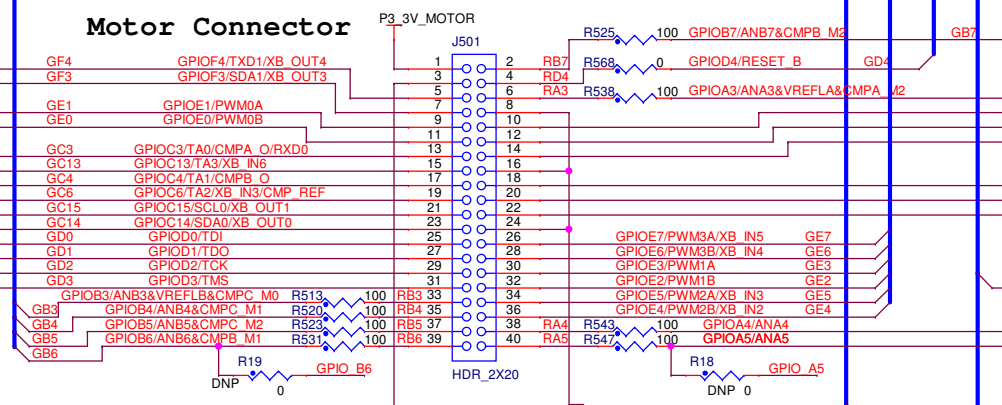 Motor Connector
P3_3V_MOTOR
J501
R525 100 GPIOB7/ANB7&CMPB_M2 GB7
GF4 GPIOF4/TXD1/XB_OUT4 1 2 RB7 R568 0 GPIOD4/RESET_B GD4
GF3 GPIOF3/SDA1/XB_OUT3 3 4 RD4
5 6 RA3 R538 100 GPIOA3/ANA3&VREFLA&CMPA_M2
GE1 GPIOE1/PWM0A 7 8
GE0 GPIOE0/PWM0B 9 10
11 12
GC3 GPIOC3/TA0/CMPA_O/RXD0 13 14
GC13 GPIOC13/TA3/XB_IN6 15 16
GC4 GPIOC4/TA1/CMPB_O 17 18
GC6 GPIOC6/TA2/XB_IN3/CMP_REF 19 20
GC15 GPIOC15/SCL0/XB_OUT1 21 22
GC14 GPIOC14/SDA0/XB_OUT0 23 24
GD0 GPIOD0/TDI 25 26 GPIOE7/PWM3A/XB_IN5 GE7
GD1 GPIOD1/TDO 27 28 GPIOE6/PWM3B/XB_IN4 GE6
GD2 GPIOD2/TCK 29 30 GPIOE3/PWM1A GE3
GD3 GPIOD3/TMS 31 32 GPIOE2/PWM1B GE2
GPIOB3/ANB3&VREFLB&CMPC_M0 R513 100 RB3 33 34 GPIOE5/PWM2A/XB_IN3 GE5
GB3 GPIOB4/ANB4&CMPC_M1 R520 100 RB4 35 36 GPIOE4/PWM2B/XB_IN2 GE4
GB4 GPIOB5/ANB5&CMPC_M2 R523 100 RB5 37 38 RA4 R543 100 GPIOA4/ANA4
GB5 GPIOB6/ANB6&CMPB_M1 R531 100 RB6 39 40 RA5 R547 100 GPIOA5/ANA5
GB6
R19 GPIO_B6 HDR_2X20 R18 GPIO_A5
DNP 0 DNP 0